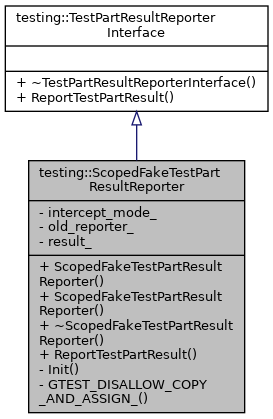 testing::TestPartResultReporter
Interface
+ ~TestPartResultReporterInterface()
+ ReportTestPartResult()
testing::ScopedFakeTestPart
ResultReporter
- intercept_mode_
- old_reporter_
- result_
+ ScopedFakeTestPartResult
Reporter()
+ ScopedFakeTestPartResult
Reporter()
+ ~ScopedFakeTestPartResult
Reporter()
+ ReportTestPartResult()
- Init()
- GTEST_DISALLOW_COPY
_AND_ASSIGN_()